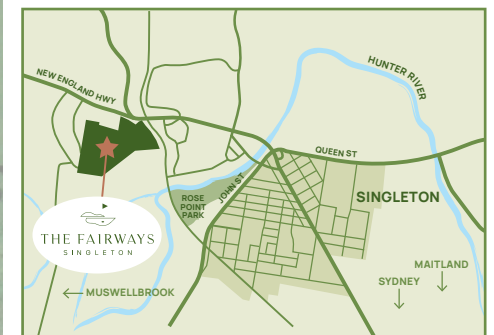 HUNTER RIVER
NEW ENGLAND HWY
QUEEN ST
JOHN ST
ROSE
POINT
PARK
SINGLETON
THE FAIRWAYS
SINGLETON
MUSWELLBROOK
MAITLAND
SYDNEY